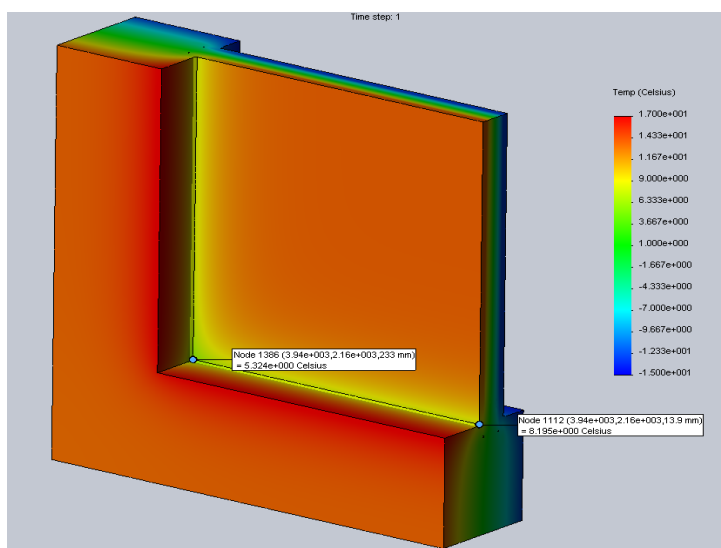 Time step: 1
Temp (Celsius)
1.700e+001
1.433e+001
1.167e+001
9.000e+000
6.333e+000
3.667e+000
1.000e+000
-1.667e+000
-4.333e+000
-7.000e+000
-9.667e+000
-1.233e+001
-1.500e+001
Node 1386 (3.94e+003,2.16e+003,233 mm)
= 5.324e+000 Celsius
Node 1112 (3.94e+003,2.16e+003,13.9 mm)
= 8.195e+000 Celsius